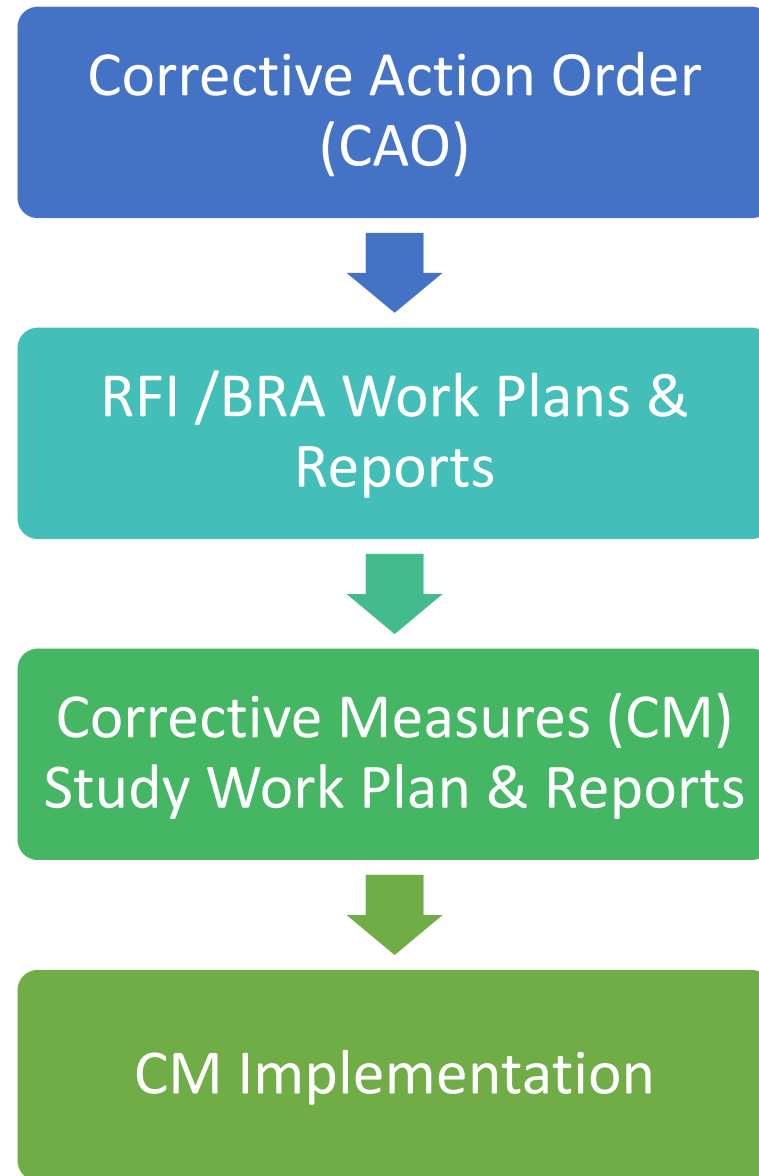 Corrective Action Order
(CAO)
RFI /BRA Work Plans &
Reports
Corrective Measures (CM)
Study Work Plan & Reports
CM Implementation